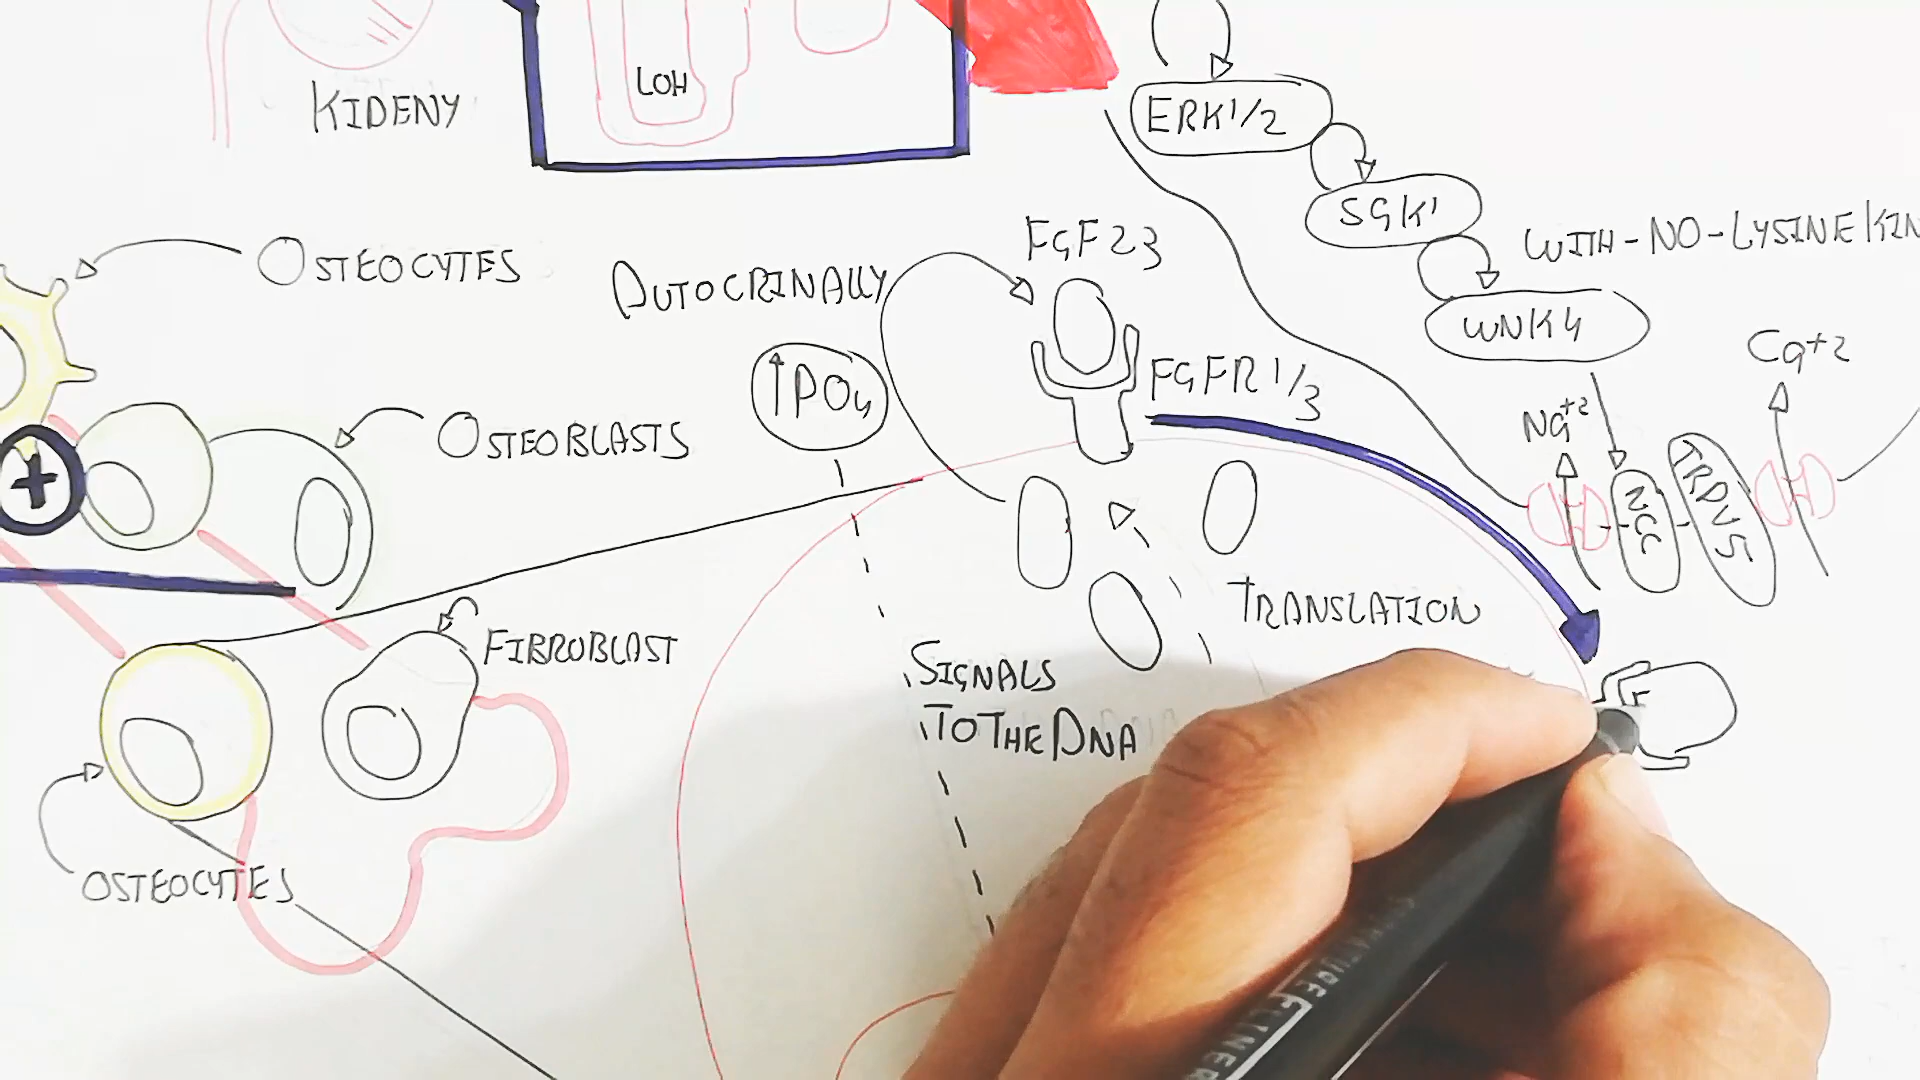 KIDENY
LOH
ERK1/2
SGK1
WITH-NO-LYSINE KIN
WNK4
OSTEOCYTES
AUTOCRINALLY
FGF23
↑PO4
FGFR1/3
Ca+2
Na+2
NCC
TRPV5
OSTEOBLASTS
+
TRANSLATION
FIBROBLAST
SIGNALS
TO THE DNA
OSTEOCYTES